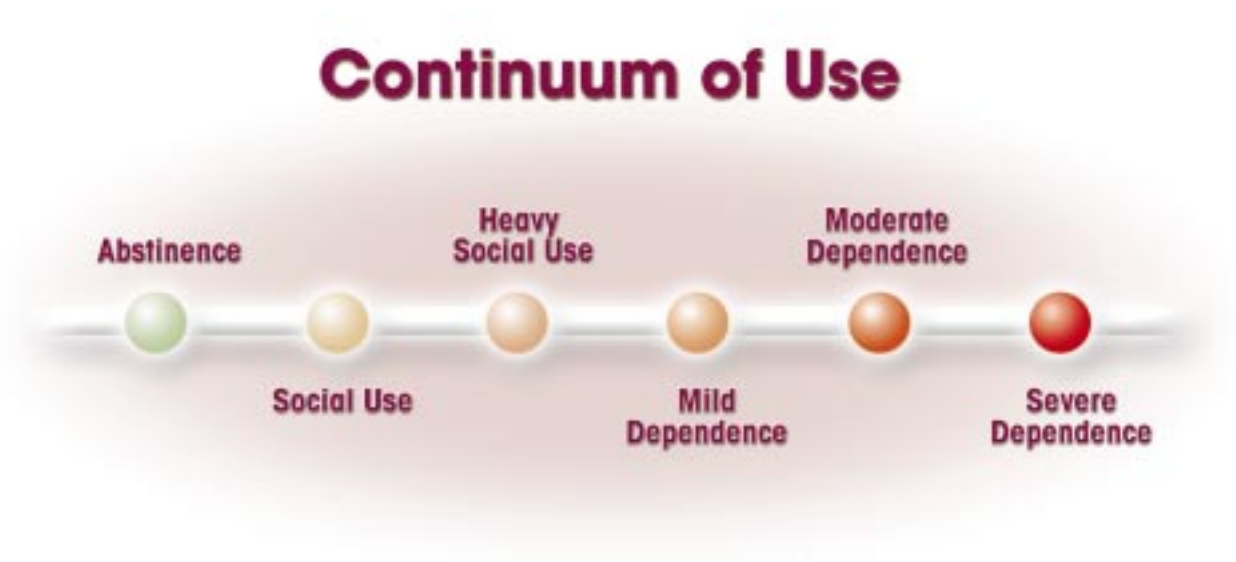 Continuum of Use
Abstinence
Social Use
Heavy
Social Use
Mild
Dependence
Moderate
Dependence
Severe
Dependence